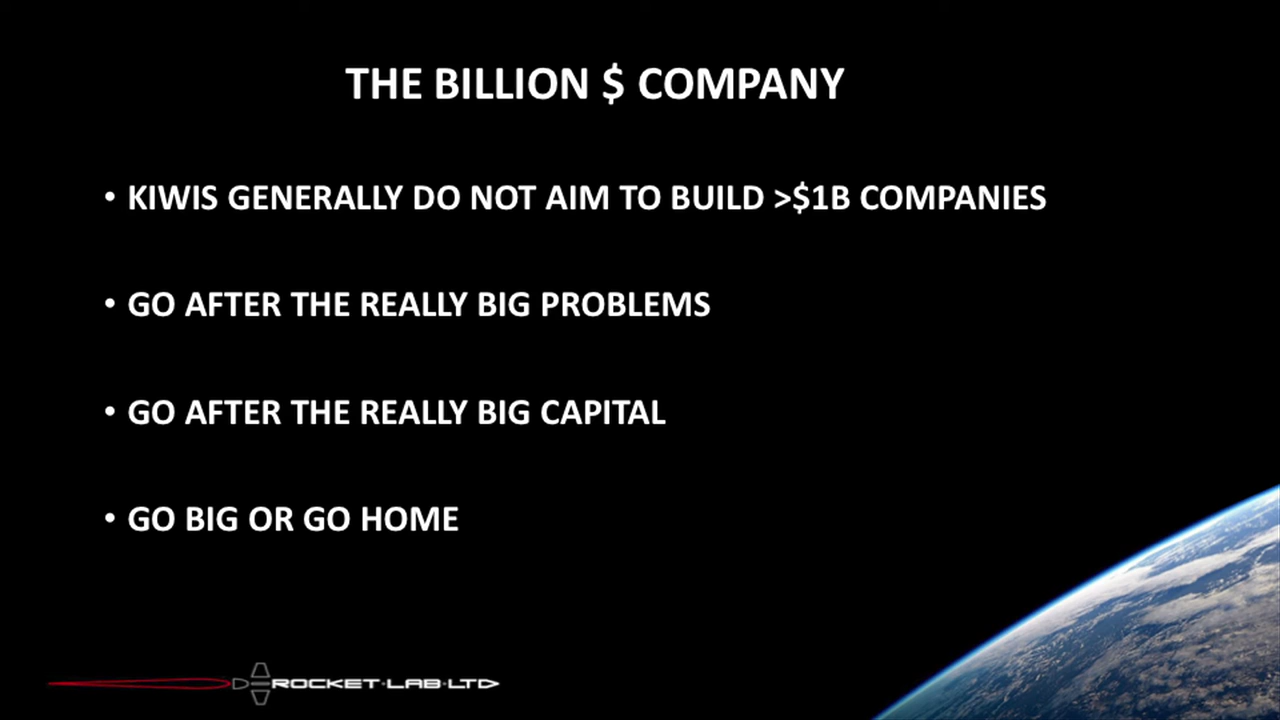 THE BILLION $ COMPANY
• KIWIS GENERALLY DO NOT AIM TO BUILD >$1B COMPANIES
• GO AFTER THE REALLY BIG PROBLEMS
• GO AFTER THE REALLY BIG CAPITAL
• GO BIG OR GO HOME
ROCKET·LAB·LTD